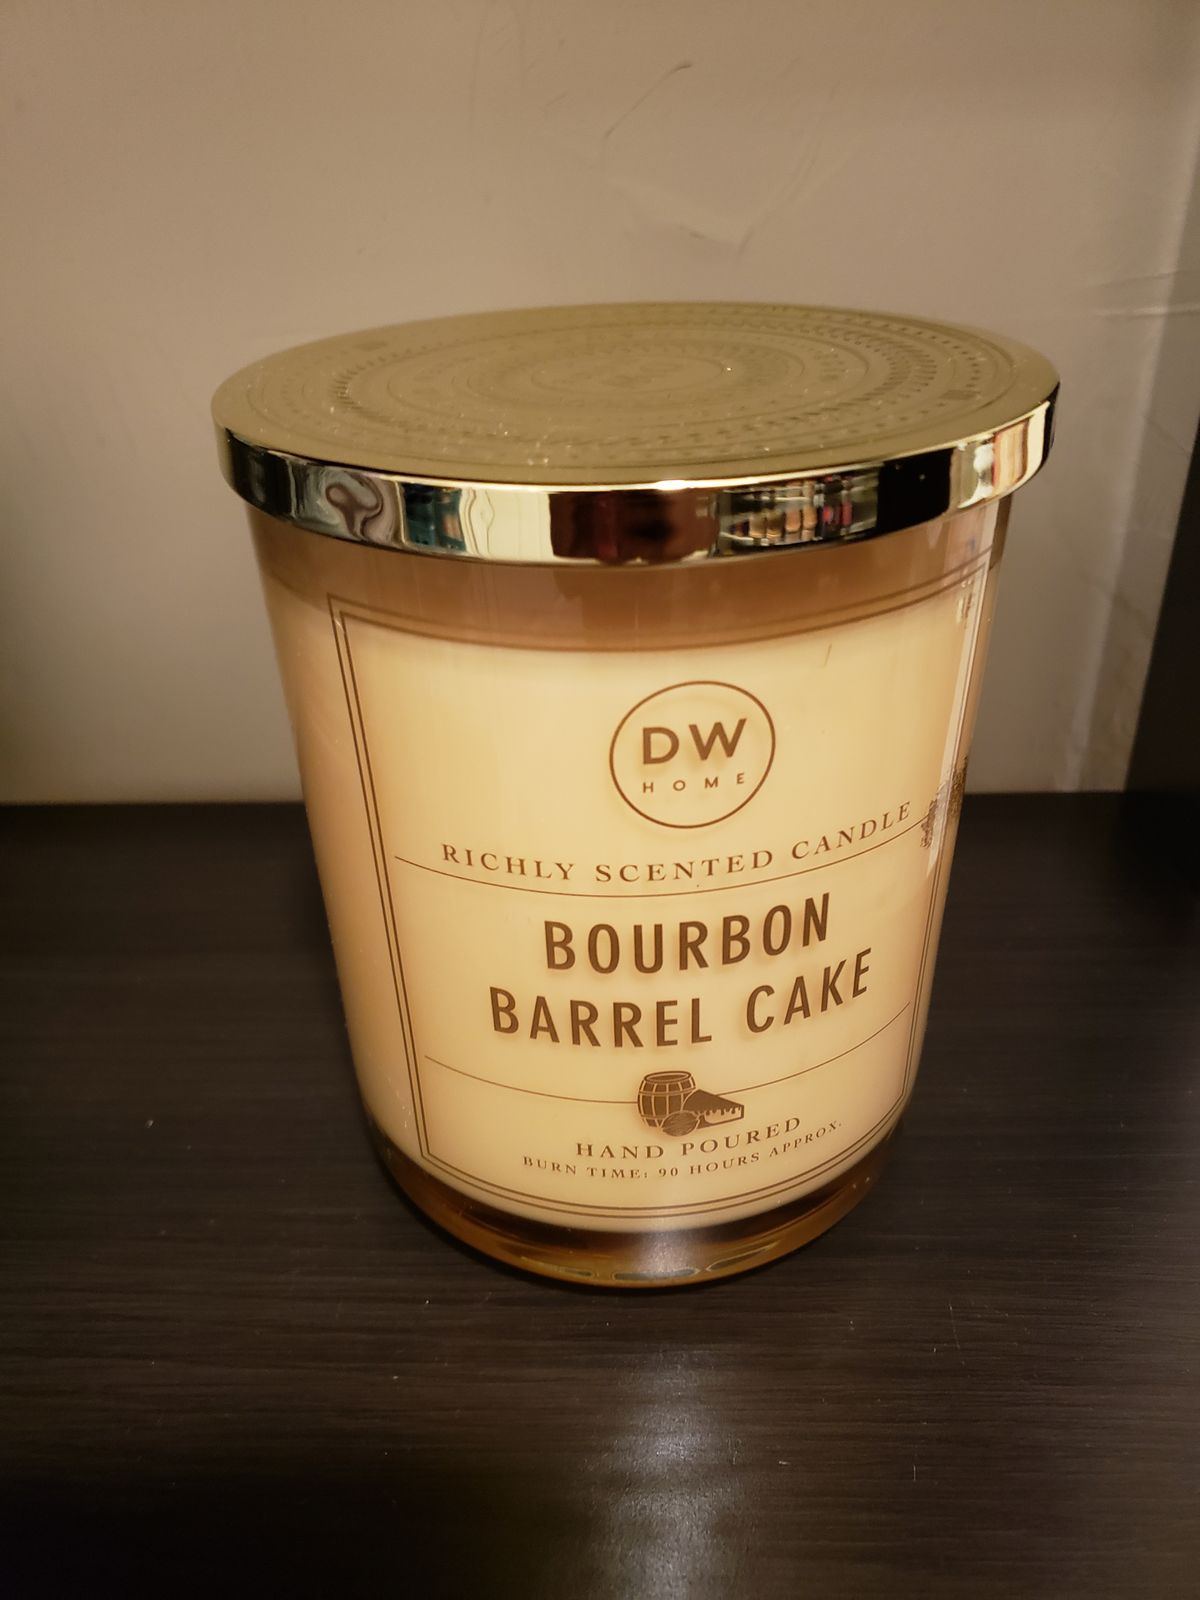 DW
HOME
RICHLY SCENTED CANDLE
BOURBON
BARREL CAKE
HAND POURED
BURN TIME: 90 HOURS APPROX.